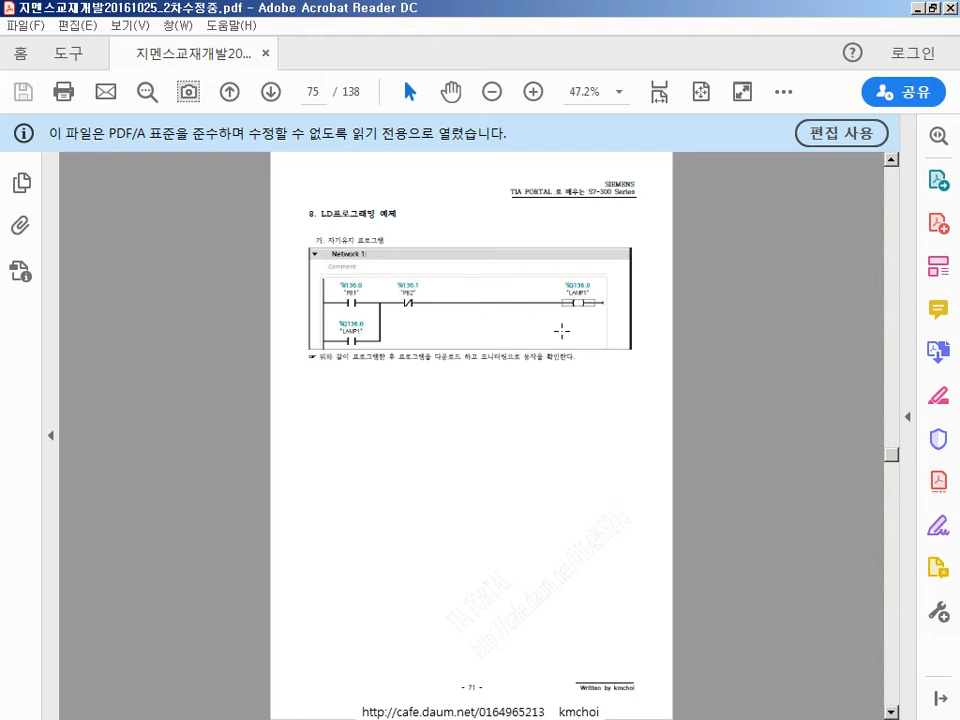 지멘스교재개발20161025_2차수정중.pdf - Adobe Acrobat Reader DC
파일(F) 편집(E) 보기(V) 창(W) 도움말(H)
홈 도구 지멘스교재개발20... × 로그인
75 / 138 47.2% 공유
이 파일은 PDF/A 표준을 준수하며 수정할 수 없도록 읽기 전용으로 열렸습니다. 편집 사용
SIEMENS
TIA PORTAL 로 배우는 S7-300 Series
8. LD프로그래밍 예제
가. 자기유지 프로그램
Network 1: ...
Comment
%I136.0 %I136.1 %Q136.0
"PB1" "PB2" "LAMP1"
%Q136.0
"LAMP1"
☞ 위와 같이 프로그램한 후 프로그램을 다운로드 하고 모니터링으로 동작을 확인한다.
TIA PORTAL
http://cafe.daum.net/0164965213
- 71 -
Written by kmchoi
http://cafe.daum.net/0164965213 kmchoi